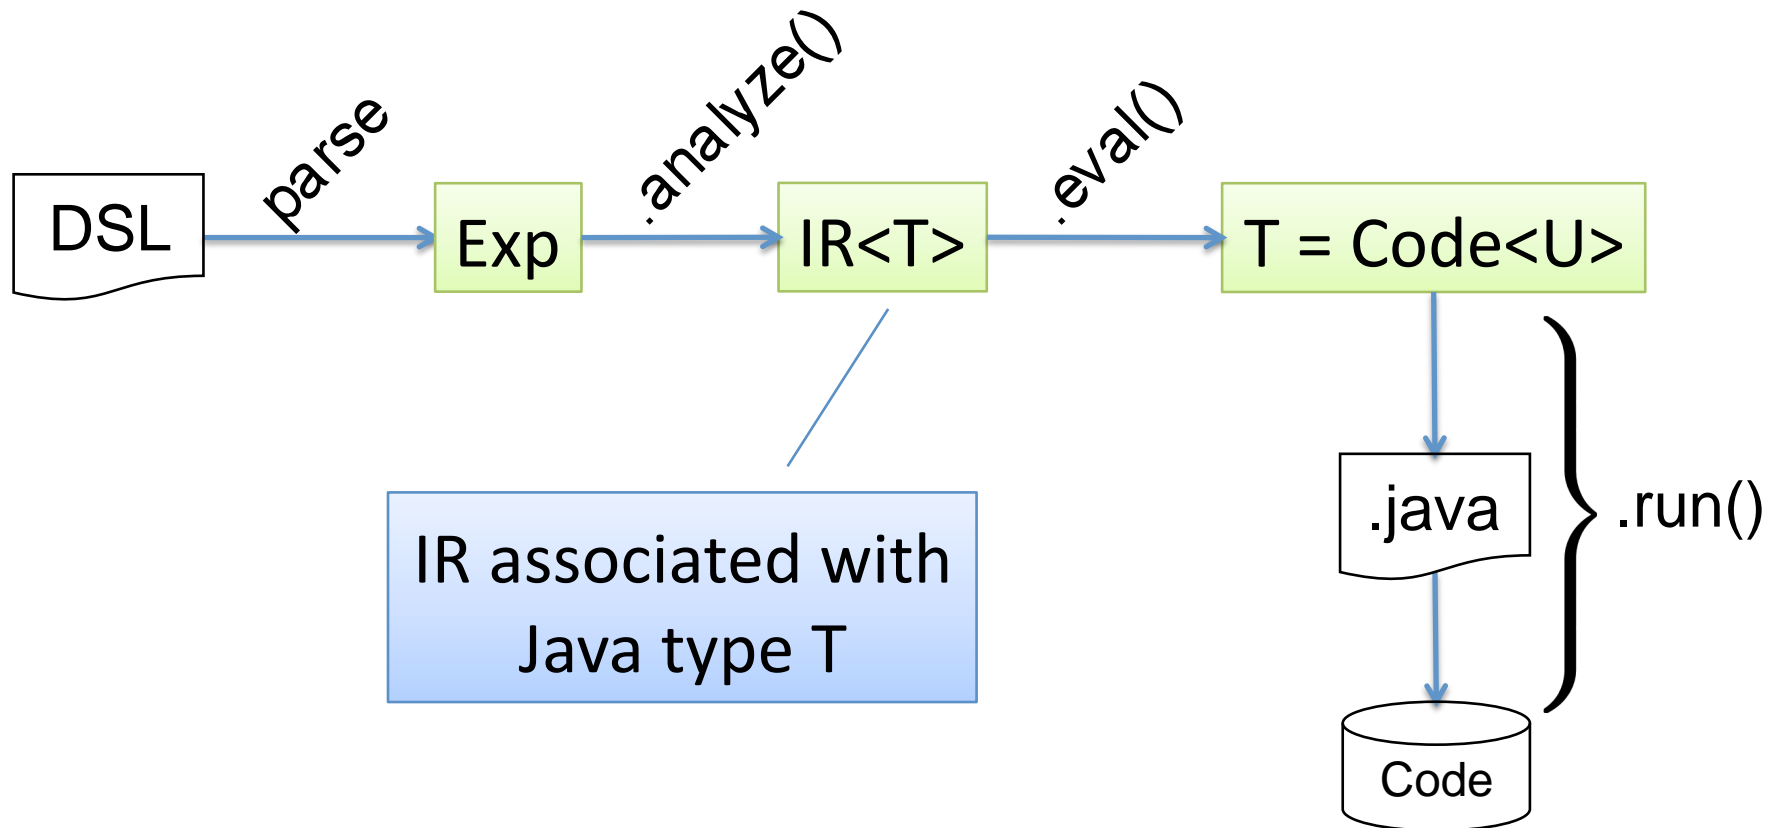 DSL
parse
Exp
.analyze()
IR<T>
.eval()
T = Code<U>
IR associated with
Java type T
.java
.run()
Code